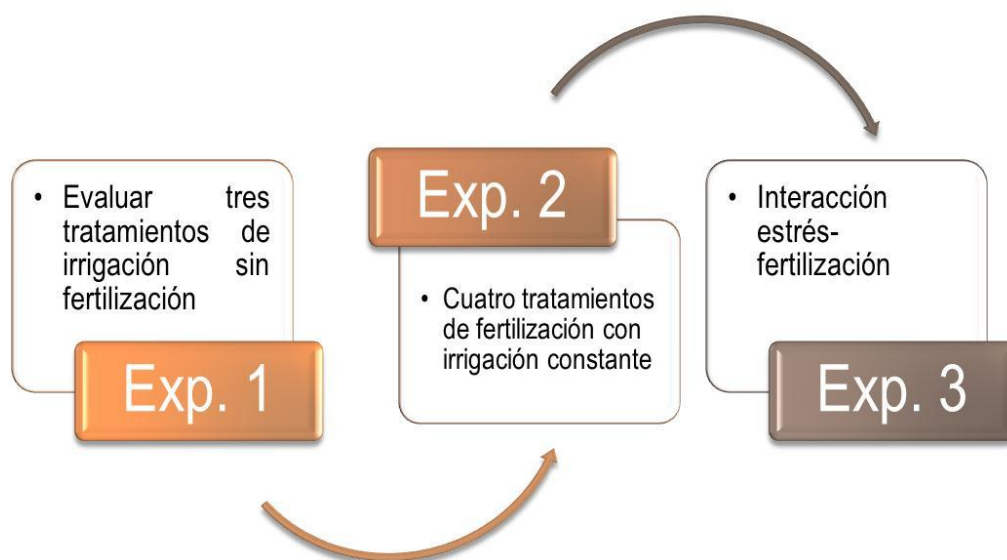 • Evaluar tres
tratamientos de
irrigación sin
fertilización
Exp. 1
Exp. 2
• Cuatro tratamientos
de fertilización con
irrigación constante
• Interacción
estrés-
fertilización
Exp. 3